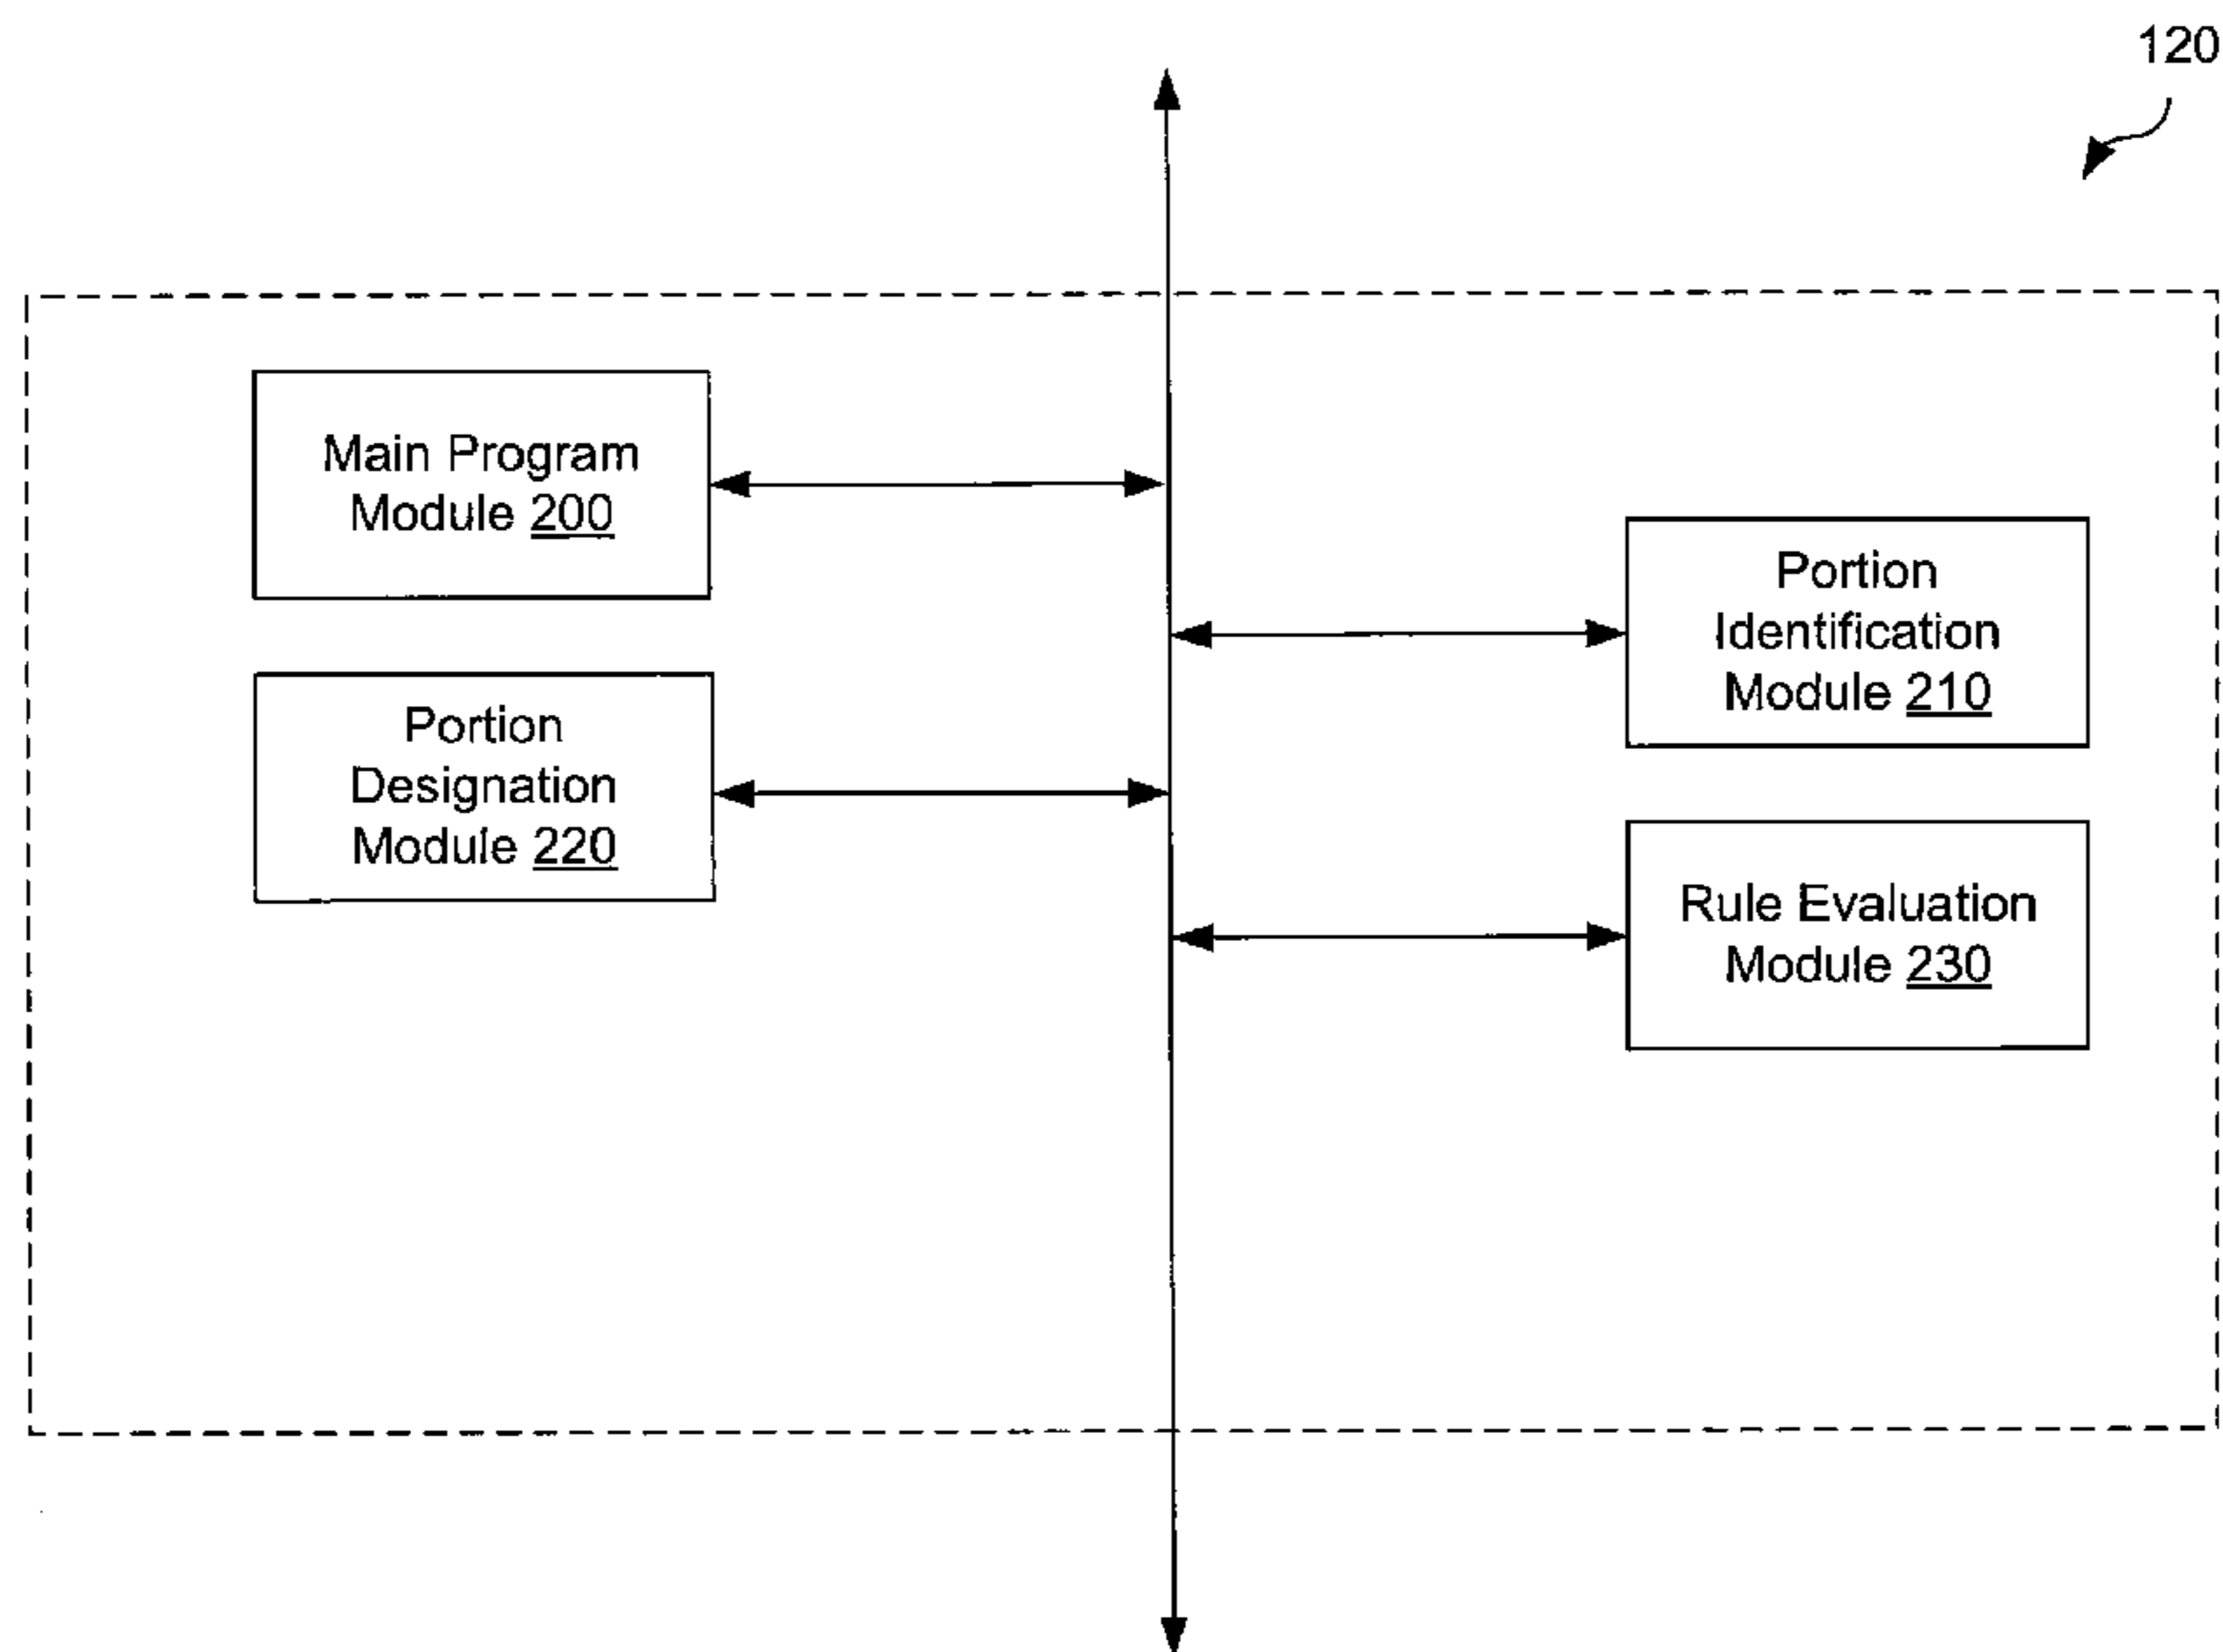 120
Main Program
Module 200
Portion
Identification
Module 210
Portion
Designation
Module 220
Rule Evaluation
Module 230